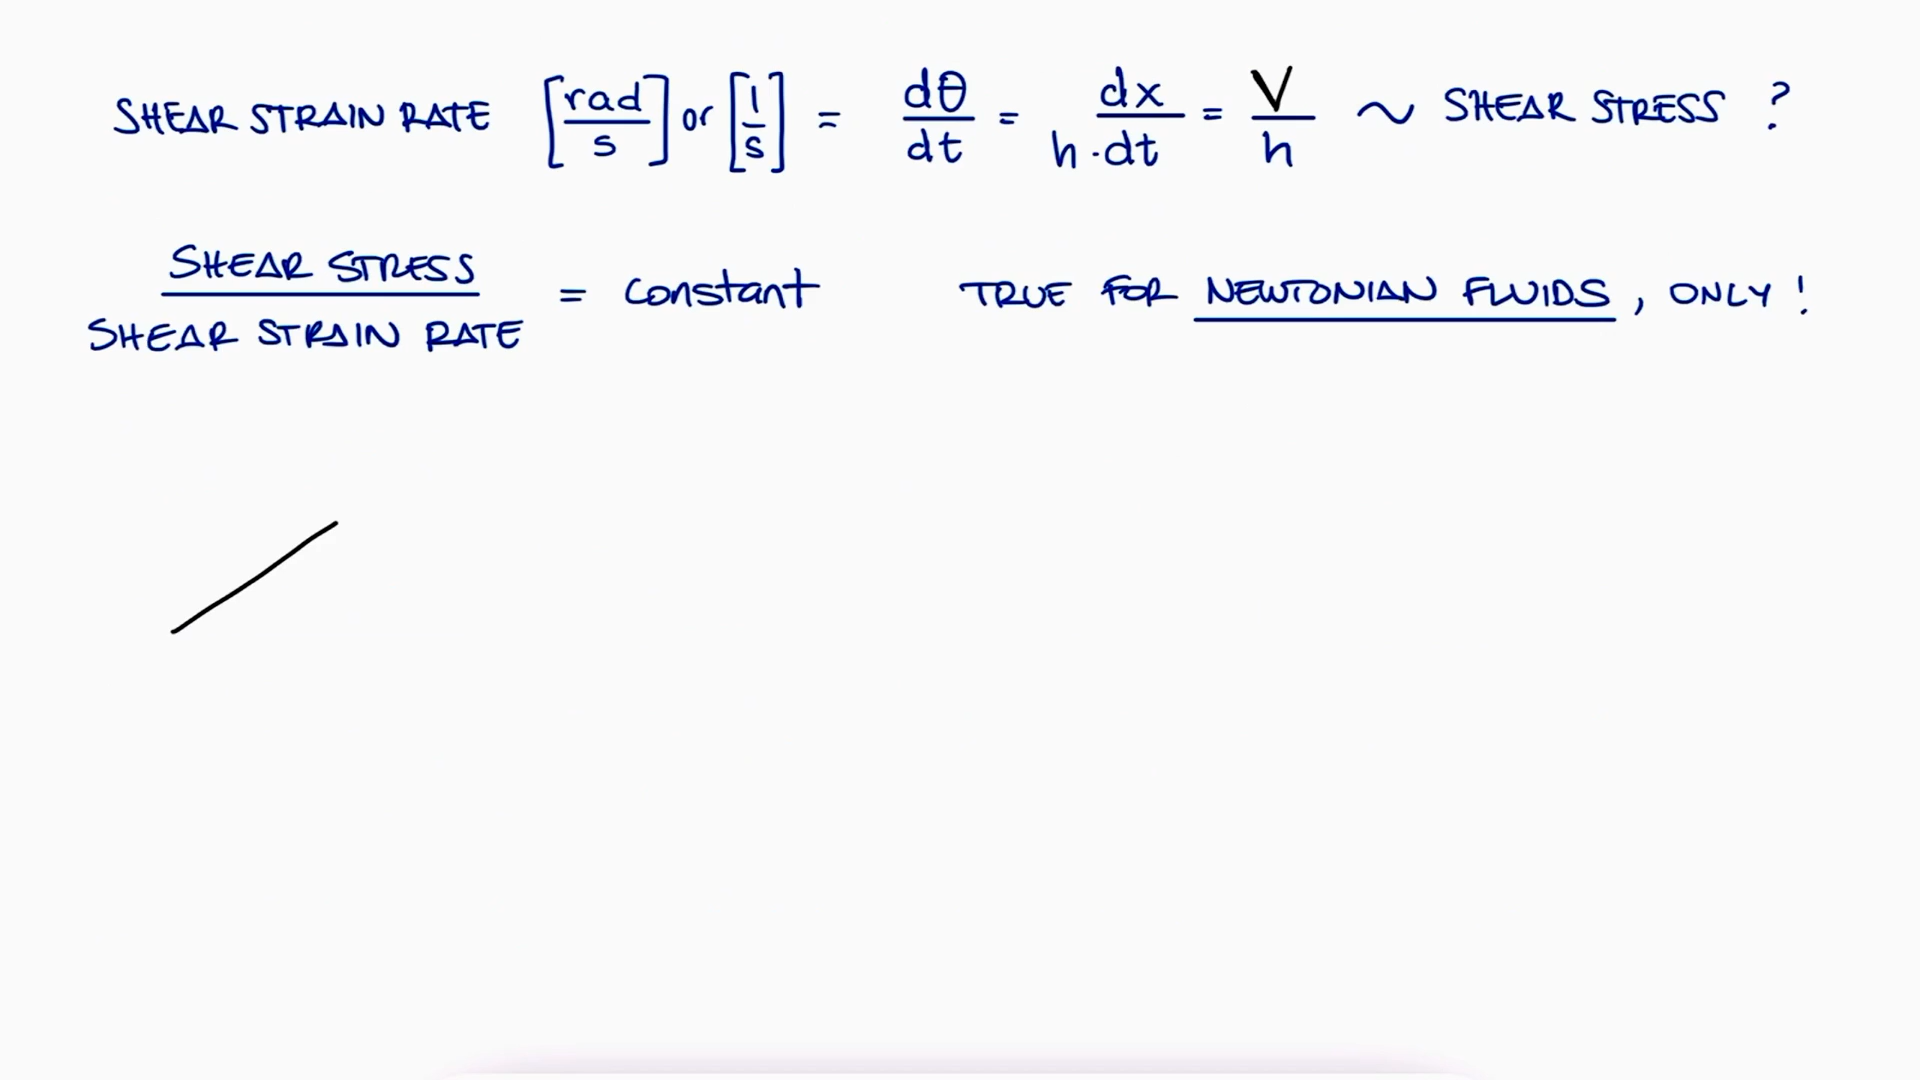 SHEAR STRAIN RATE [rad/s] or [1/s] = dθ/dt = dx/h·dt = V/h ~ SHEAR STRESS ?
SHEAR STRESS/SHEAR STRAIN RATE = constant TRUE FOR NEWTONIAN FLUIDS, ONLY!